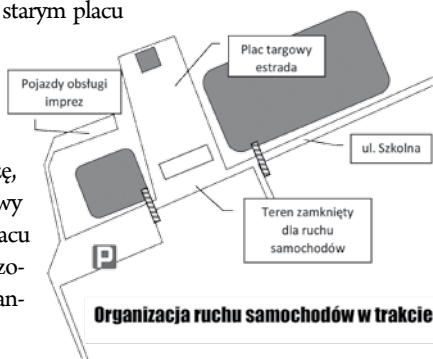 starym placu
Plac targowy
estrada
Pojazdy obsługi
imprez
ul. Szkolna
Teren zamknięty
dla ruchu
samochodów
P
Organizacja ruchu samochodów w trakcie